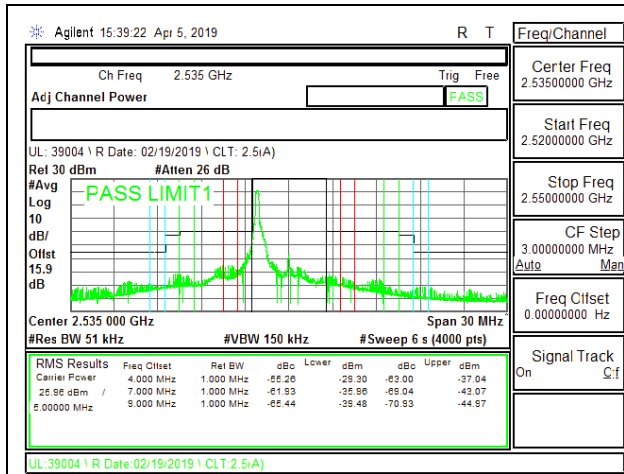 Agilent 15:39:22 Apr 5, 2019 R T
Ch Freq 2.535 GHz Trig Free
Adj Channel Power PASS
UL: 39004 \ R Date: 02/19/2019 \ CLT: 2.5(A)
Ref 30 dBm #Atten 26 dB
#Avg
Log
10
dB/
Offst
15.9
dB
PASS LIMIT1
Center 2.535 000 GHz Span 30 MHz
#Res BW 51 kHz #VBW 150 kHz #Sweep 6 s (4000 pts)
RMS Results Freq Offset Ref BW dBc Lower dBm dBc Upper dBm
Carrier Power 4.000 MHz 1.000 MHz -55.26 -29.30 -63.00 -37.04
25.96 dBm / 7.000 MHz 1.000 MHz -61.93 -35.96 -69.04 -43.07
5.00000 MHz 9.000 MHz 1.000 MHz -65.44 -39.48 -70.93 -44.97
UL:39004 \ R Date:02/19/2019 \ CLT:2.5(A)
Freq/Channel
Center Freq
2.53500000 GHz
Start Freq
2.52000000 GHz
Stop Freq
2.55000000 GHz
CF Step
3.00000000 MHz
Auto Man
Freq Offset
0.00000000 Hz
Signal Track
On Off